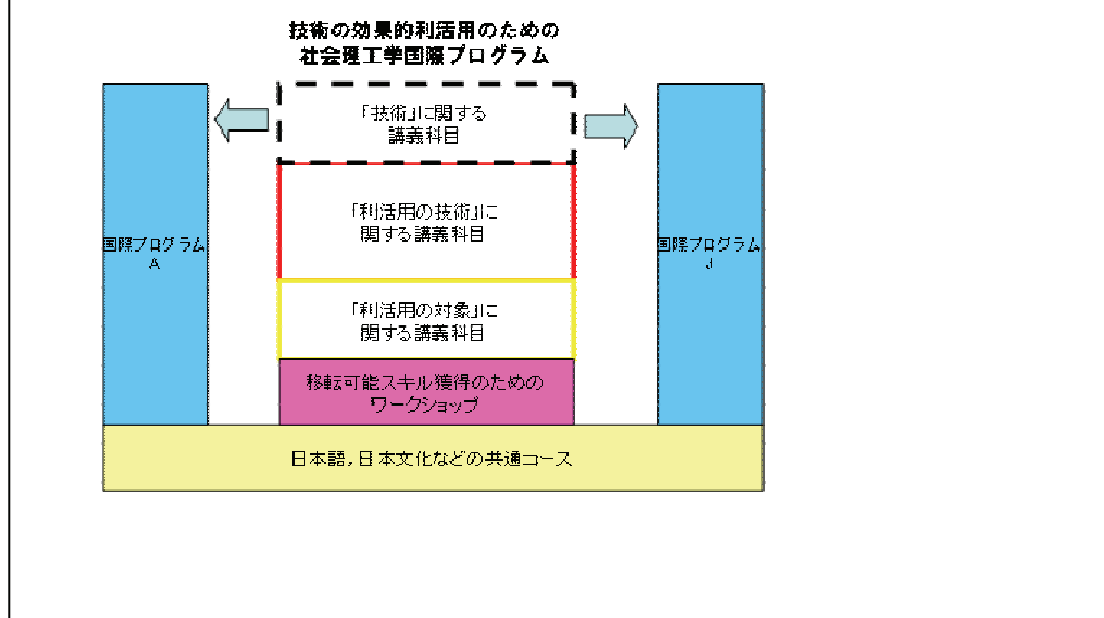 技術の効果的利活用のための
社会理工学国際プログラム
「技術」に関する
講義科目
「利活用の技術」に
関する講義科目
国際プログラム
A
国際プログラム
J
「利活用の対象」に
関する講義科目
移転可能スキル獲得のための
ワークショップ
日本語，日本文化などの共通コース